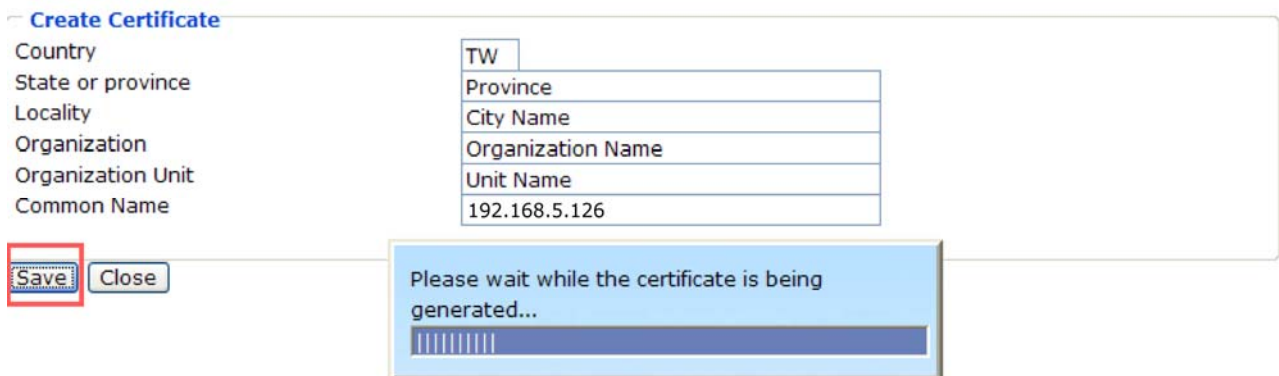 Create Certificate
Country TW
State or province Province
Locality City Name
Organization Organization Name
Organization Unit Unit Name
Common Name 192.168.5.126
Save Close
Please wait while the certificate is being
generated...